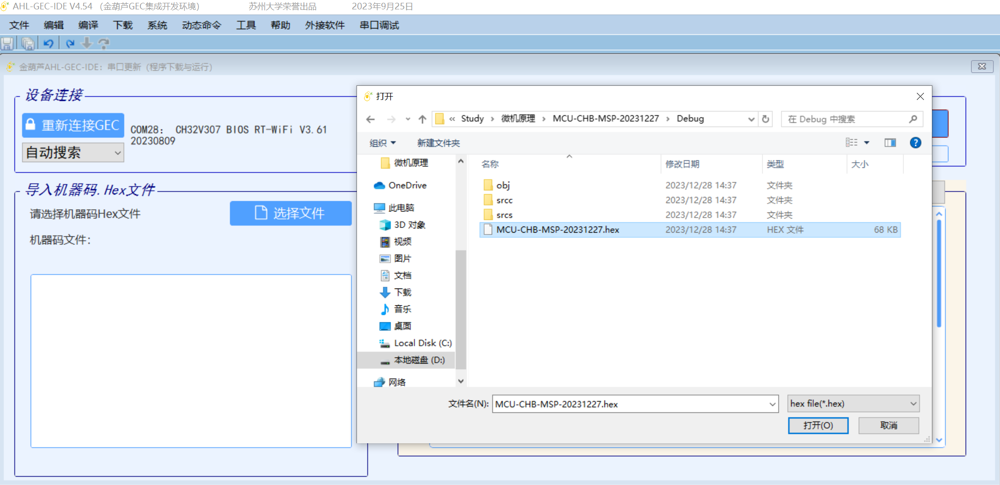 AHL-GEC-IDE V4.54 （金葫芦GEC集成开发环境） 苏州大学荣誉出品 2023年9月25日
文件 编辑 编译 下载 系统 动态命令 工具 帮助 外接软件 串口调试
金葫芦AHL-GEC-IDE：串口更新（程序下载与运行）
设备连接
重新连接GEC
COM28： CH32V307 BIOS RT-WiFi V3.61
20230809
自动搜索
导入机器码.Hex文件
请选择机器码Hex文件
选择文件
机器码文件：
打开
« Study › 微机原理 › MCU-CHB-MSP-20231227 › Debug
在 Debug 中搜索
组织 新建文件夹
微机原理
OneDrive
此电脑
3D 对象
视频
图片
文档
下载
音乐
桌面
Local Disk (C:)
本地磁盘 (D:)
网络
名称 修改日期 类型 大小
obj 2023/12/28 14:37 文件夹
srcc 2023/12/28 14:37 文件夹
srcs 2023/12/28 14:37 文件夹
MCU-CHB-MSP-20231227.hex 2023/12/28 14:37 HEX 文件 68 KB
文件名(N): MCU-CHB-MSP-20231227.hex hex file(*.hex)
打开(O) 取消